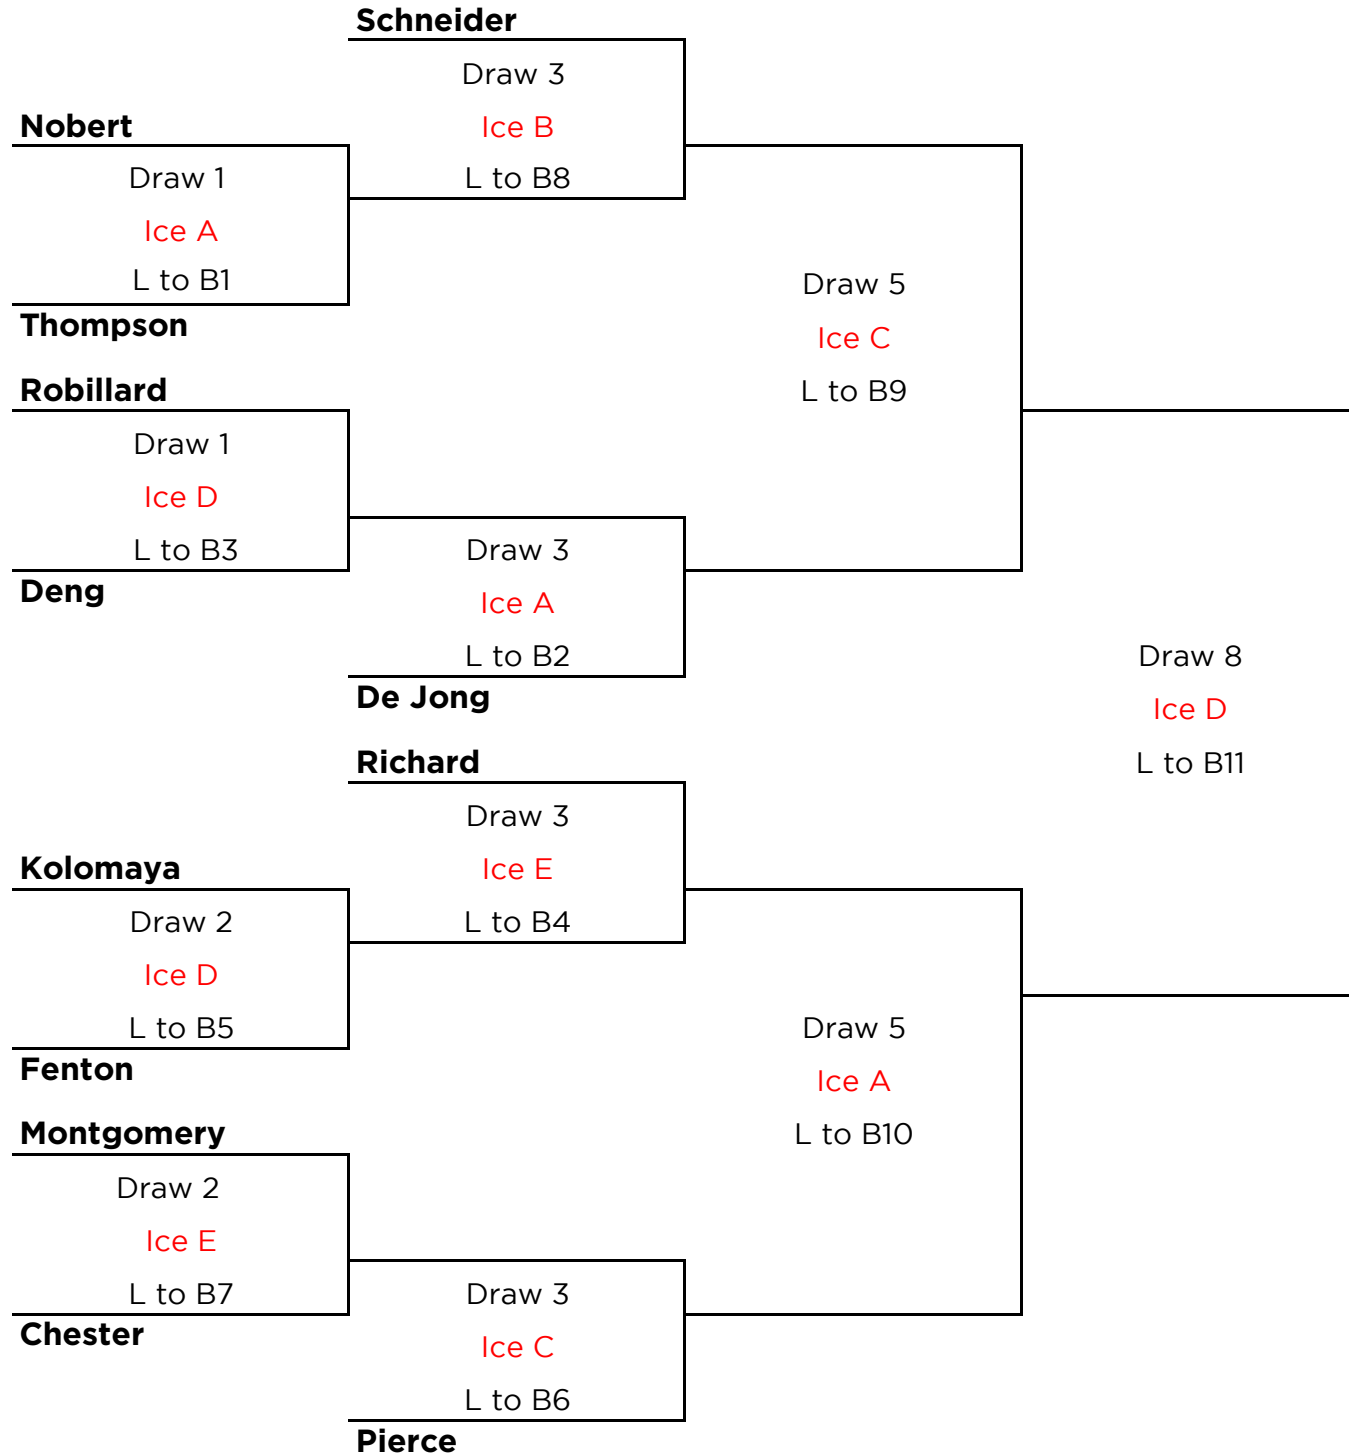 Schneider
Draw 3
Ice B
L to B8
Nobert
Draw 1
Ice A
L to B1
Thompson
Draw 5
Ice C
L to B9
Robillard
Draw 1
Ice D
L to B3
Deng
Draw 3
Ice A
L to B2
De Jong
Draw 8
Ice D
L to B11
Richard
Draw 3
Ice E
L to B4
Kolomaya
Draw 2
Ice D
L to B5
Fenton
Draw 5
Ice A
L to B10
Montgomery
Draw 2
Ice E
L to B7
Chester
Draw 3
Ice C
L to B6
Pierce